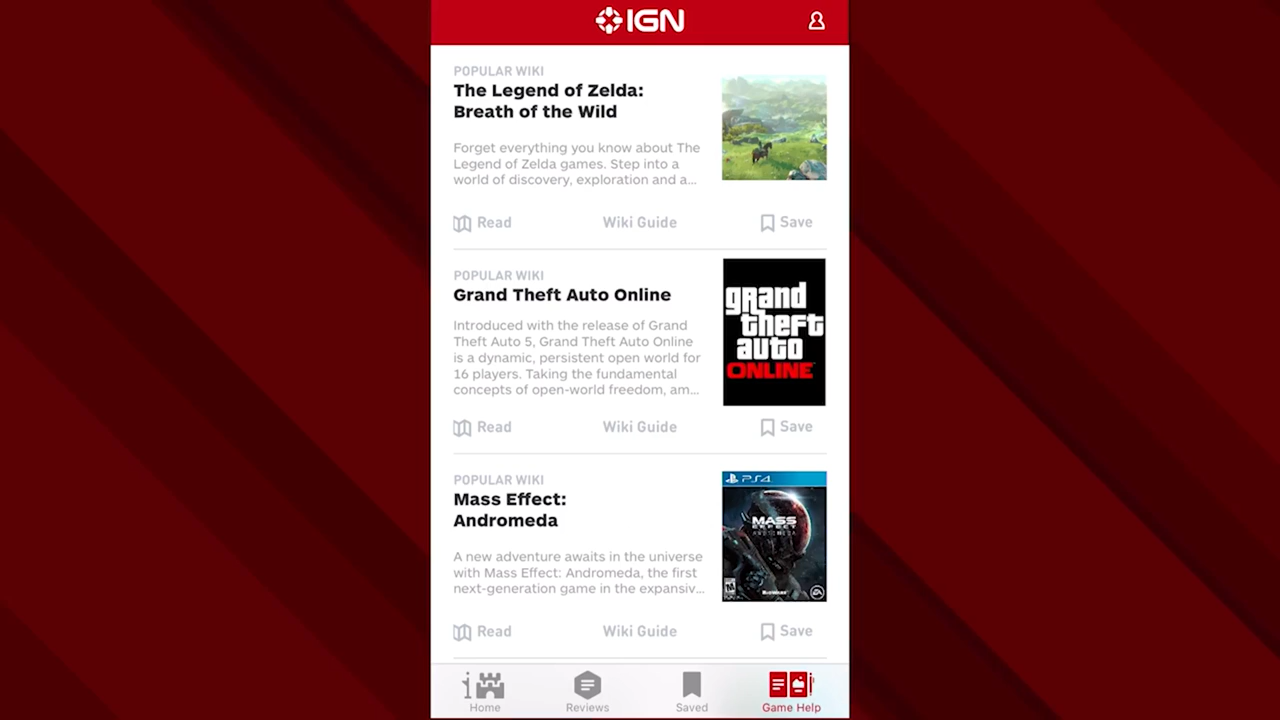 IGN
POPULAR WIKI
The Legend of Zelda:
Breath of the Wild
Forget everything you know about The
Legend of Zelda games. Step into a
world of discovery, exploration and a...
Read
Wiki Guide
Save
POPULAR WIKI
Grand Theft Auto Online
grand
theft
auto
ONLINE
Introduced with the release of Grand
Theft Auto 5, Grand Theft Auto Online
is a dynamic, persistent open world for
16 players. Taking the fundamental
concepts of open-world freedom, am...
Read
Wiki Guide
Save
POPULAR WIKI
Mass Effect:
Andromeda
PS4
MASS
EFFECT
ANDROMEDA
M
BIOWARE
EA
A new adventure awaits in the universe
with Mass Effect: Andromeda, the first
next-generation game in the expansiv...
Read
Wiki Guide
Save
Home
Reviews
Saved
Game Help